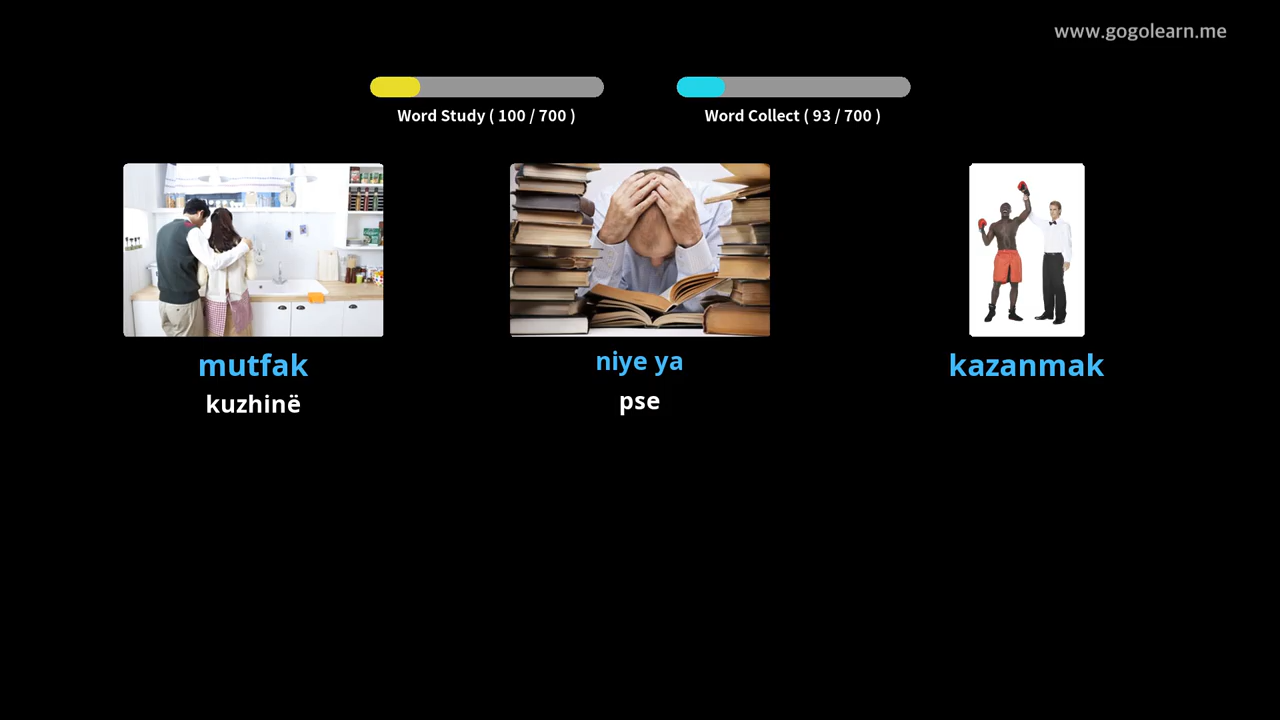 www.gogolearn.me
Word Study ( 100 / 700 )
Word Collect ( 93 / 700 )
mutfak
kuzhinë
niye ya
pse
kazanmak